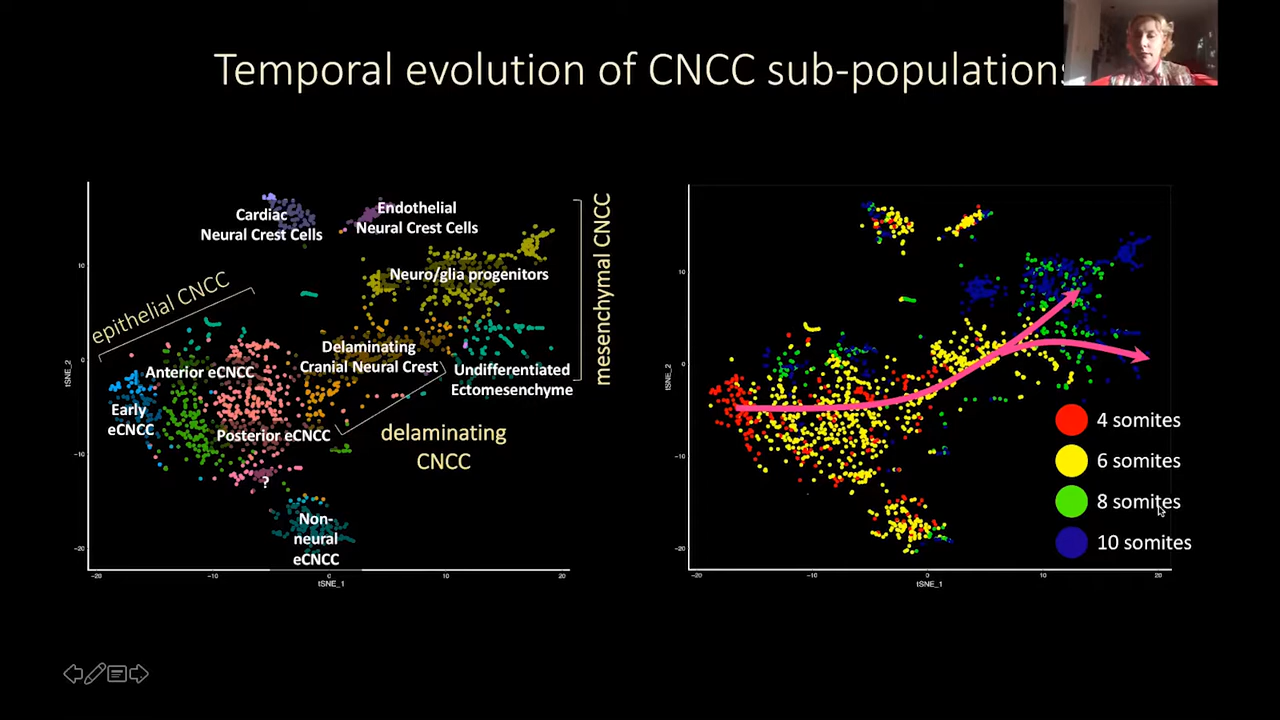 Temporal evolution of CNCC sub-populations
Cardiac
Neural Crest Cells
Endothelial
Neural Crest Cells
Neuro/glia progenitors
mesenchymal CNCC
epithelial CNCC
Delaminating
Cranial Neural Crest
Anterior eCNCC
Undifferentiated
Ectomesenchyme
Early
eCNCC
Posterior eCNCC
delaminating
CNCC
?
Non-
neural
eCNCC
10
0
-10
-20
tSNE_2
-20
-10
0
10
20
tSNE_1
10
0
-10
-20
tSNE_2
-20
-10
0
10
20
tSNE_1
4 somites
6 somites
8 somites
10 somites